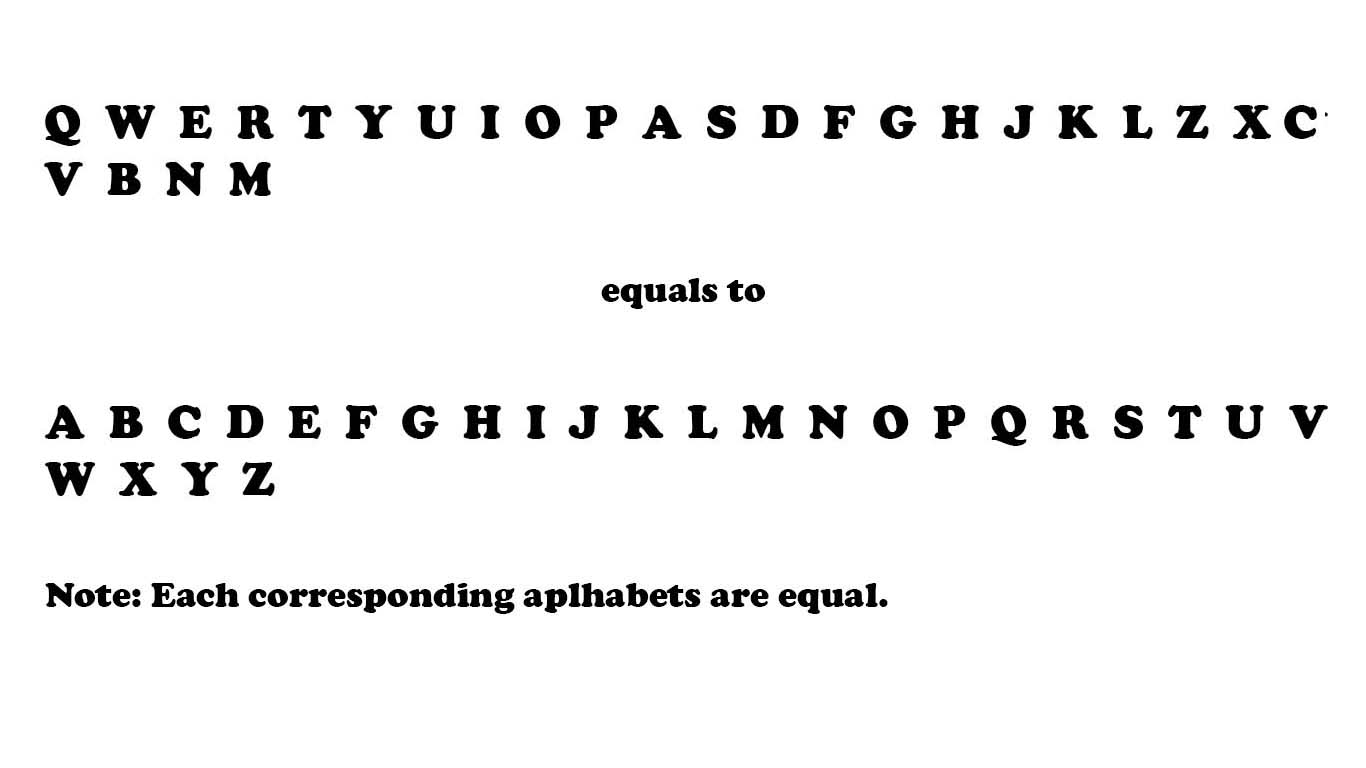 Q W E R T Y U I O P A S D F G H J K L Z X C
V B N M
equals to
A B C D E F G H I J K L M N O P Q R S T U V
W X Y Z
Note: Each corresponding aplhabets are equal.